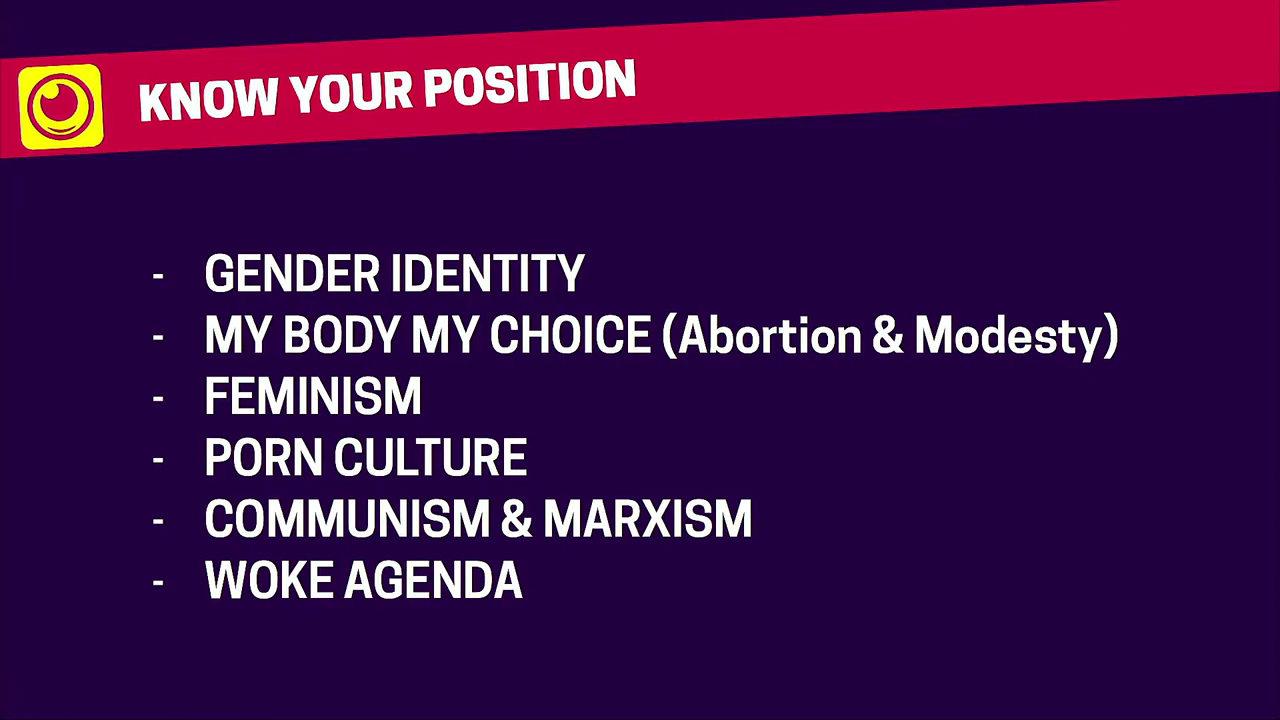 KNOW YOUR POSITION
- GENDER IDENTITY
- MY BODY MY CHOICE (Abortion & Modesty)
- FEMINISM
- PORN CULTURE
- COMMUNISM & MARXISM
- WOKE AGENDA